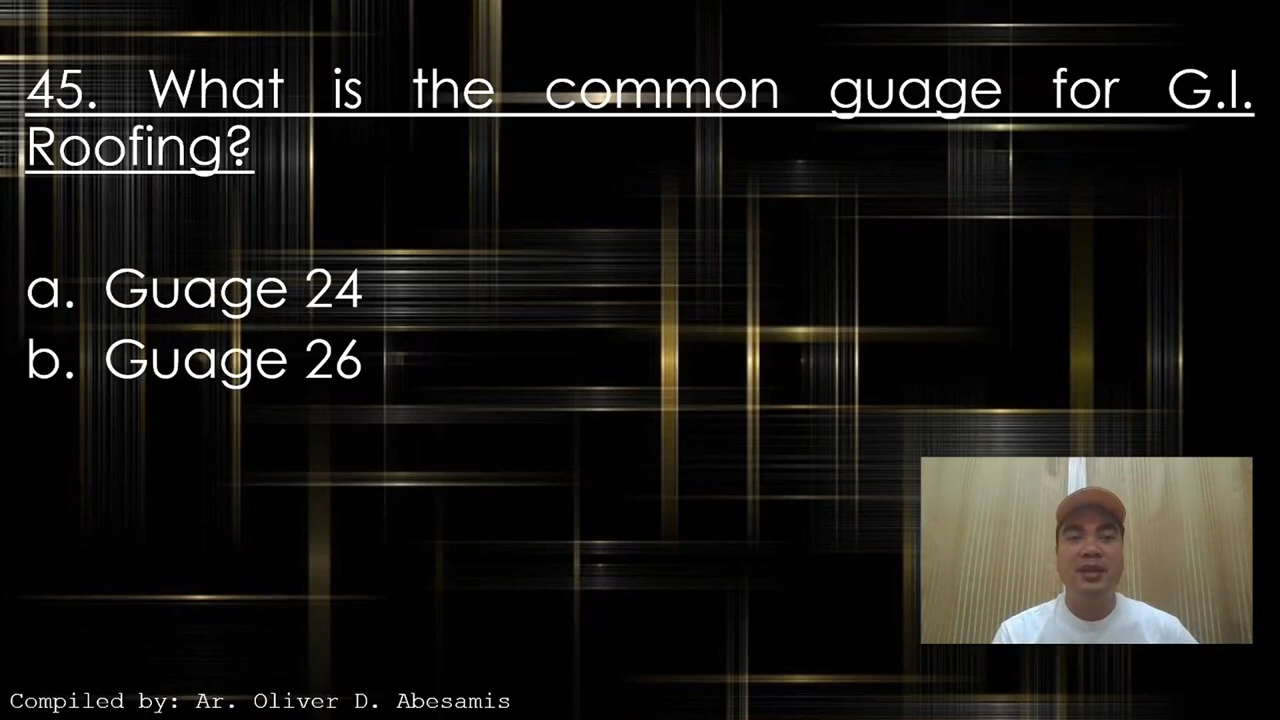 45. What is the common guage for G.I.
Roofing?
a. Guage 24
b. Guage 26
Compiled by: Ar. Oliver D. Abesamis